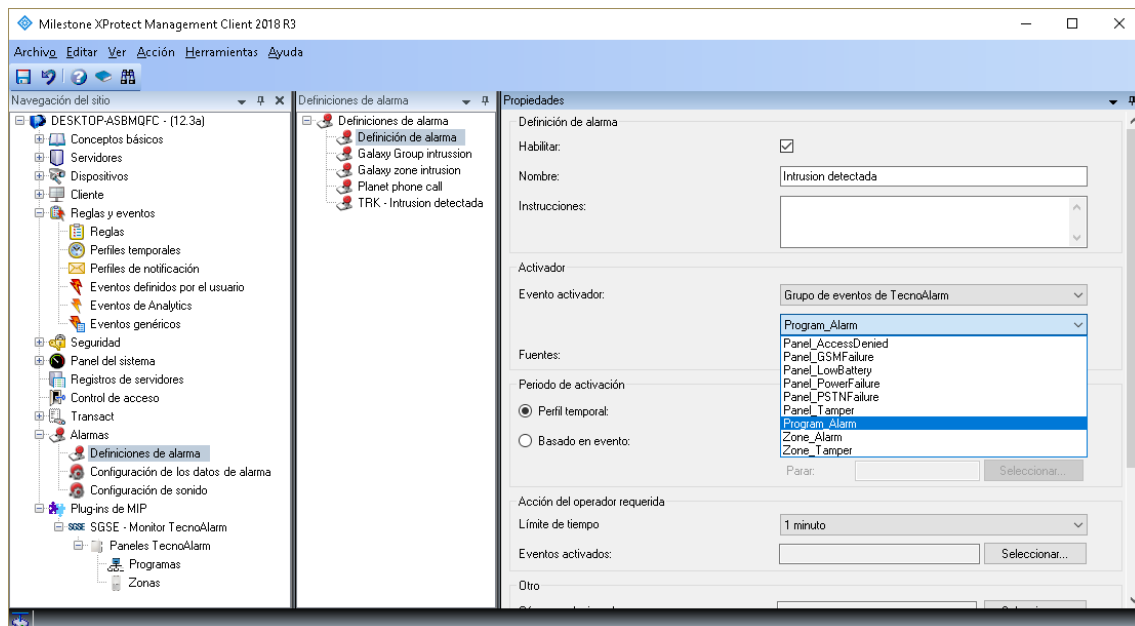 Milestone XProtect Management Client 2018 R3
Archivo Editar Ver Acción Herramientas Ayuda
Navegación del sitio
DESKTOP-ASBMQFC - (12.3a)
Conceptos básicos
Servidores
Dispositivos
Cliente
Reglas y eventos
Reglas
Perfiles temporales
Perfiles de notificación
Eventos definidos por el usuario
Eventos de Analytics
Eventos genéricos
Seguridad
Panel del sistema
Registros de servidores
Control de acceso
Transact
Alarmas
Definiciones de alarma
Configuración de los datos de alarma
Configuración de sonido
Plug-ins de MIP
SGSE SGSE - Monitor TecnoAlarm
Paneles TecnoAlarm
Programas
Zonas
Definiciones de alarma
Definiciones de alarma
Definición de alarma
Galaxy Group intrussion
Galaxy zone intrusion
Planet phone call
TRK - Intrusion detectada
Propiedades
Definición de alarma
Habilitar:
Nombre: Intrusion detectada
Instrucciones:
Activador
Evento activador: Grupo de eventos de TecnoAlarm
Program_Alarm
Panel_AccessDenied
Panel_GSMFailure
Panel_LowBattery
Panel_PowerFailure
Panel_PSTNFailure
Panel_Tamper
Program_Alarm
Zone_Alarm
Zone_Tamper
Fuentes:
Periodo de activación
Perfil temporal:
Basado en evento:
Parar: Seleccionar...
Acción del operador requerida
Límite de tiempo 1 minuto
Eventos activados: Seleccionar...
Otro